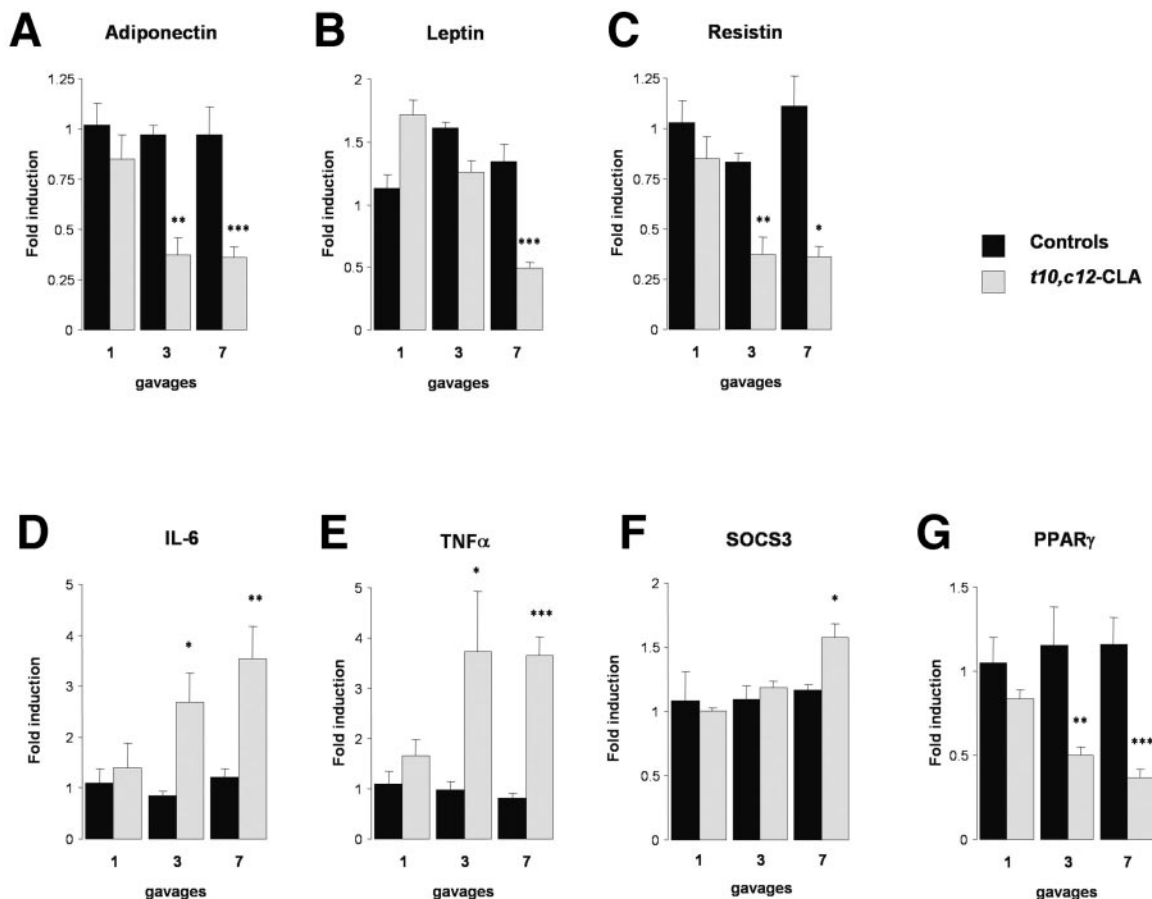 A Adiponectin
Fold induction
1.25
1
0.75
0.5
0.25
0
** ***
1 3 7
gavages
B Leptin
Fold induction
2
1.5
1
0.5
0
***
1 3 7
gavages
C Resistin
Fold induction
1.25
1
0.75
0.5
0.25
0
** *
1 3 7
gavages
Controls
t10,c12-CLA
D IL-6
Fold induction
5
4
3
2
1
0
* **
1 3 7
gavages
E TNFα
Fold induction
5
4
3
2
1
0
* ***
1 3 7
gavages
F SOCS3
Fold induction
2
1.5
1
0.5
0
*
1 3 7
gavages
G PPARγ
Fold induction
1.5
1
0.5
0
** ***
1 3 7
gavages